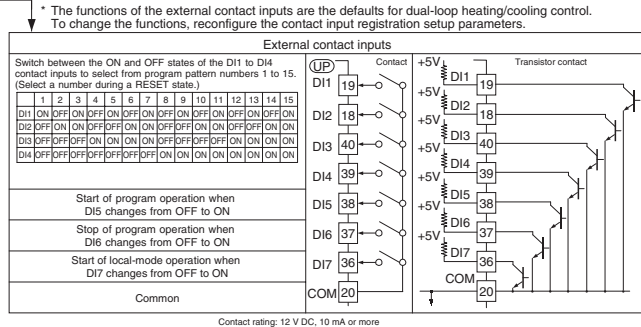 * The functions of the external contact inputs are the defaults for dual-loop heating/cooling control.
To change the functions, reconfigure the contact input registration setup parameters.
External contact inputs
Switch between the ON and OFF states of the DI1 to DI4
contact inputs to select from program pattern numbers 1 to 15.
(Select a number during a RESET state.)
1 2 3 4 5 6 7 8 9 10 11 12 13 14 15
DI1 ON OFF ON OFF ON OFF ON OFF ON OFF ON OFF ON OFF ON
DI2 OFF ON ON OFF OFF ON ON OFF OFF ON ON OFF OFF ON ON
DI3 OFF OFF OFF ON ON ON ON OFF OFF OFF OFF ON ON ON ON
DI4 OFF OFF OFF OFF OFF OFF OFF ON ON ON ON ON ON ON ON
Start of program operation when
DI5 changes from OFF to ON
Stop of program operation when
DI6 changes from OFF to ON
Start of local-mode operation when
DI7 changes from OFF to ON
Common
UP Contact
DI1 19
DI2 18
DI3 40
DI4 39
DI5 38
DI6 37
DI7 36
COM 20
Transistor contact
+5V DI1 19
+5V DI2 18
+5V DI3 40
+5V DI4 39
+5V DI5 38
+5V DI6 37
+5V DI7 36
COM 20
Contact rating: 12 V DC, 10 mA or more